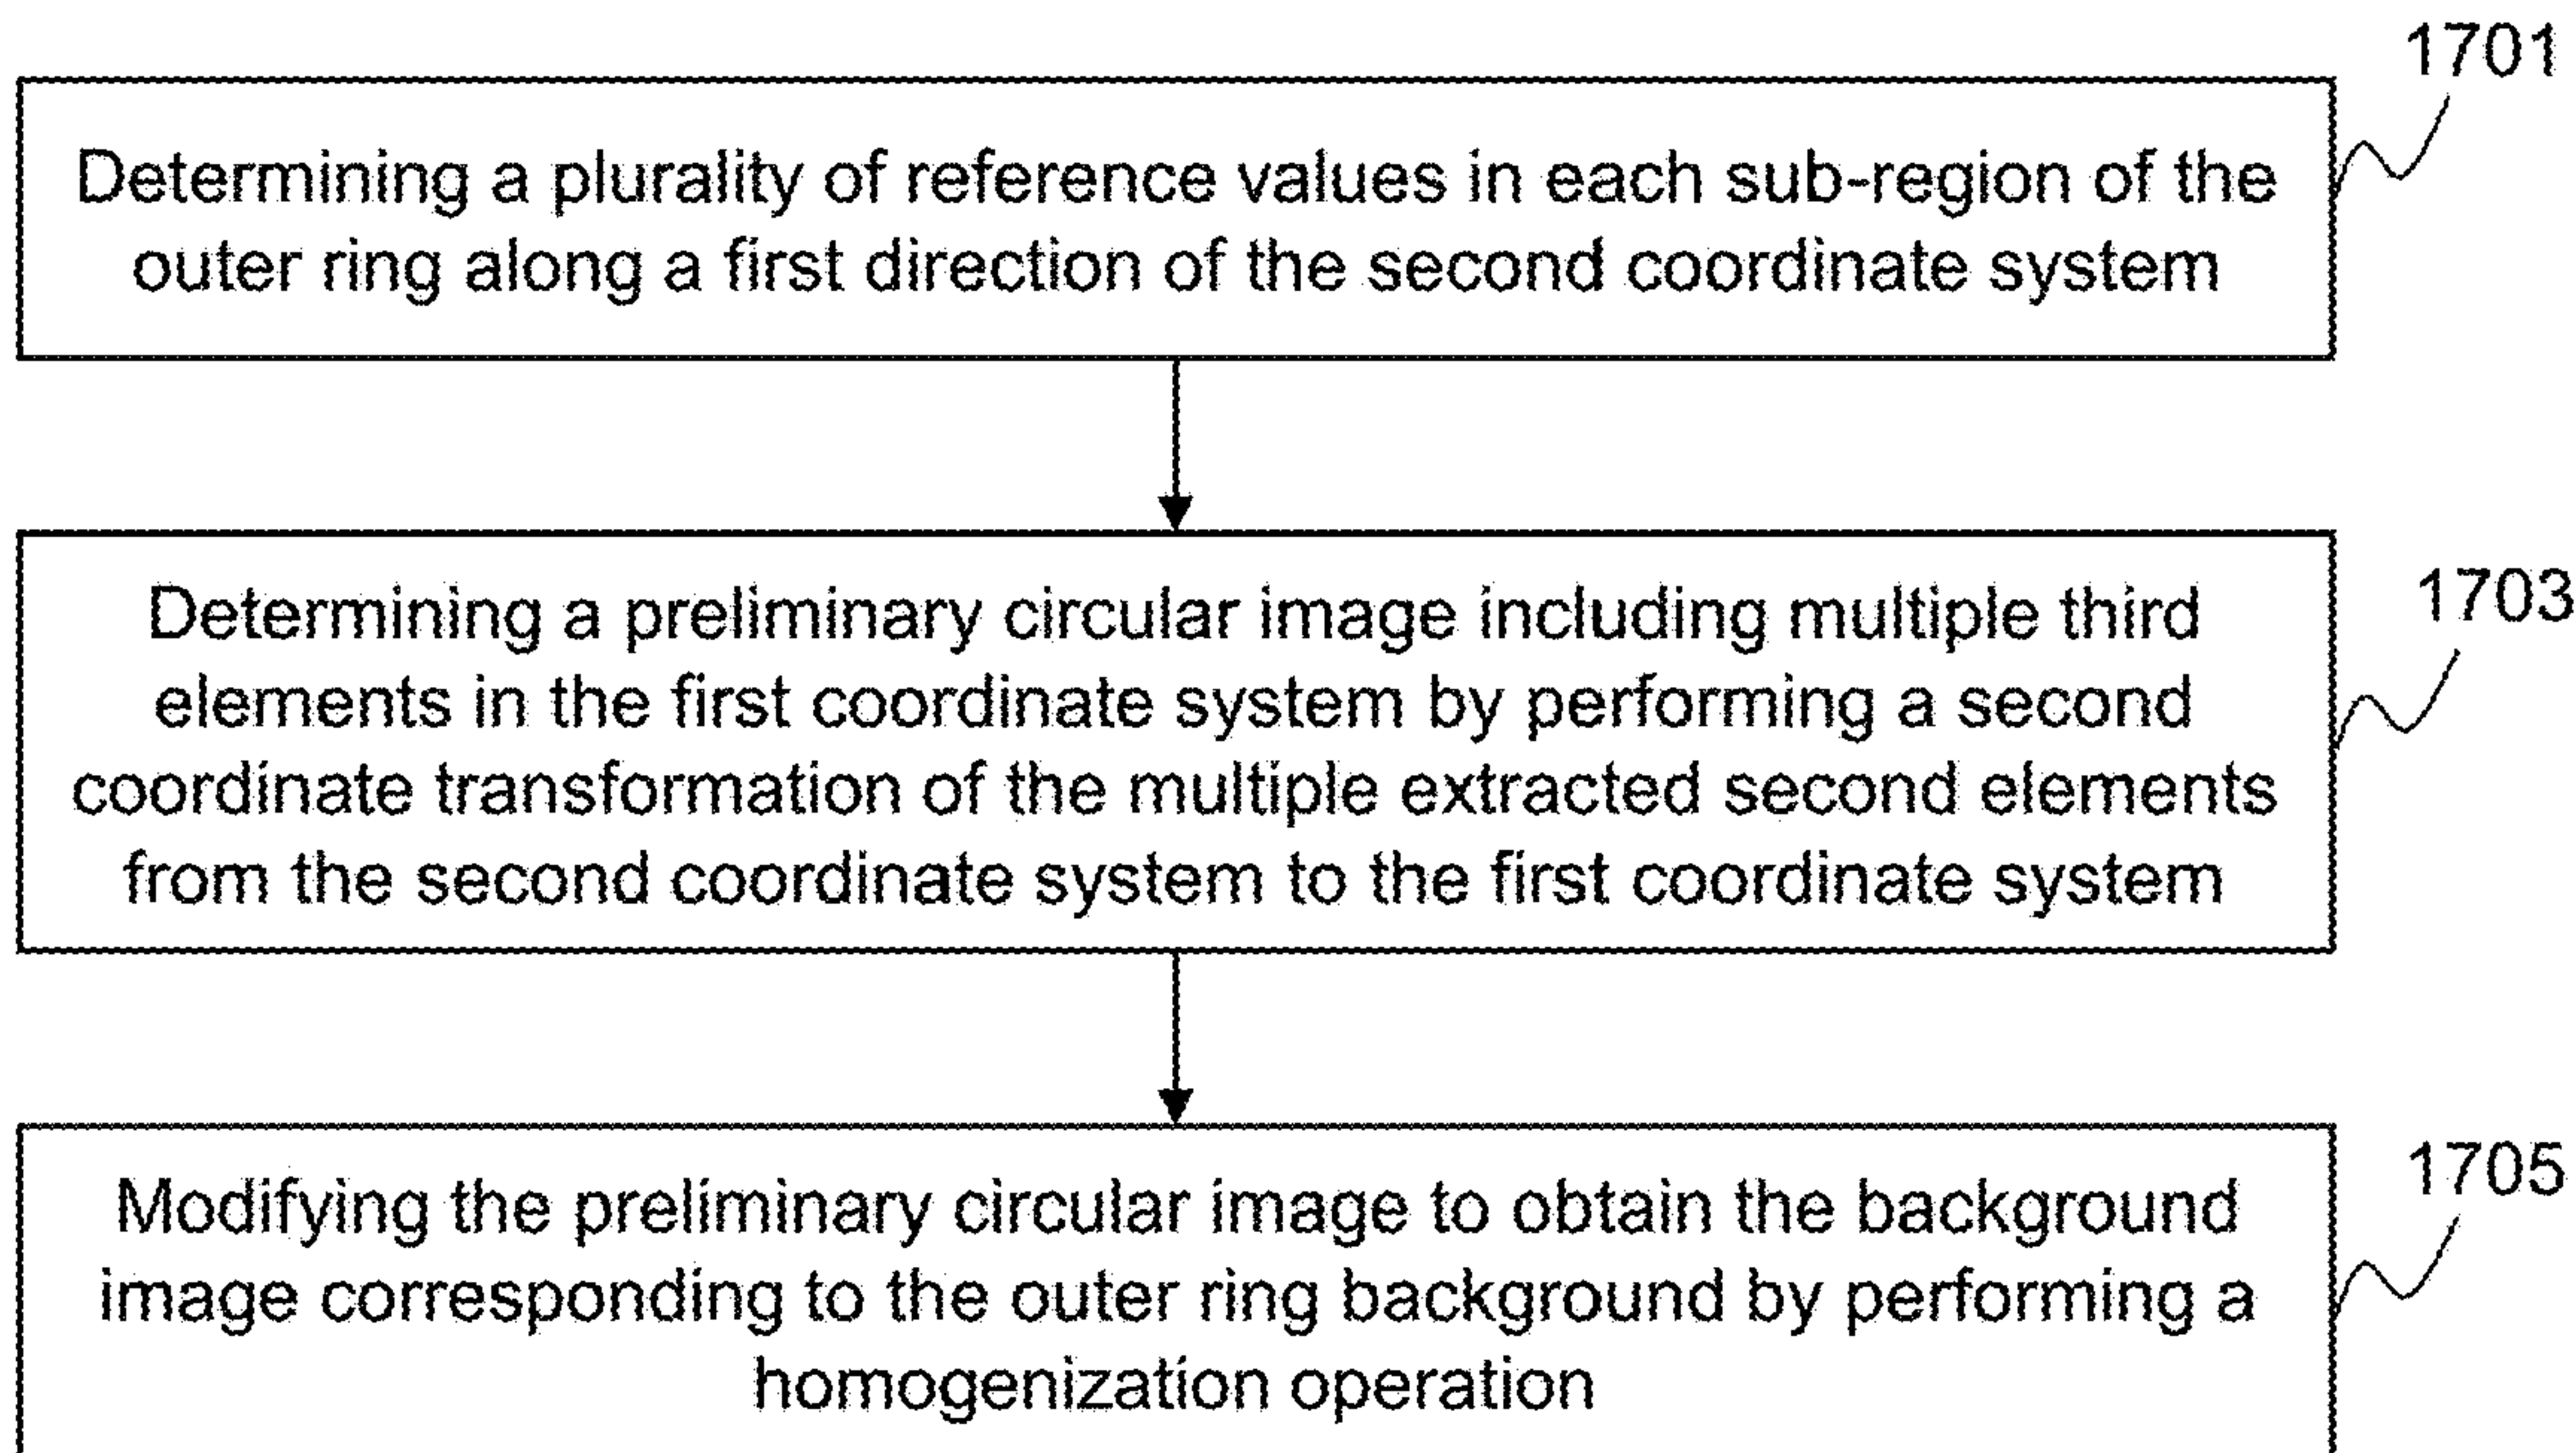 1701
Determining a plurality of reference values in each sub-region of the
outer ring along a first direction of the second coordinate system
1703
Determining a preliminary circular image including multiple third
elements in the first coordinate system by performing a second
coordinate transformation of the multiple extracted second elements
from the second coordinate system to the first coordinate system
1705
Modifying the preliminary circular image to obtain the background
image corresponding to the outer ring background by performing a
homogenization operation